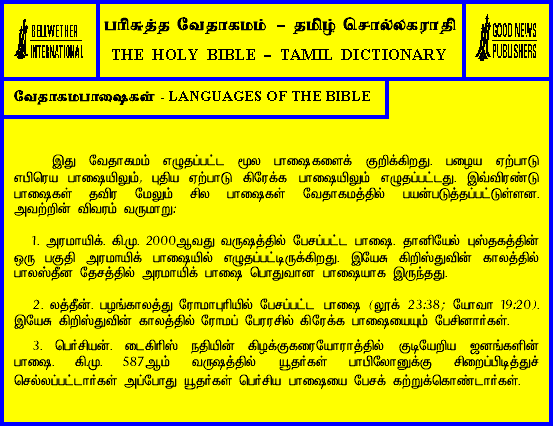 BELLWETHER
INTERNATIONAL
பரிசுத்த வேதாகமம் – தமிழ் சொல்லகராதி
THE HOLY BIBLE – TAMIL DICTIONARY
GOOD NEWS
PUBLISHERS
வேதாகமபாஷைகள் - LANGUAGES OF THE BIBLE
இது வேதாகமம் எழுதப்பட்ட மூல பாஷைகளைக் குறிக்கிறது. பழைய ஏற்பாடு
எபிரெய பாஷையிலும், புதிய ஏற்பாடு கிரேக்க பாஷையிலும் எழுதப்பட்டது. இவ்விரண்டு
பாஷைகள் தவிர மேலும் சில பாஷைகள் வேதாகமத்தில் பயன்படுத்தப்பட்டுள்ளன.
அவற்றின் விவரம் வருமாறு:
1. அரமாயிக். கி.மு. 2000ஆவது வருஷத்தில் பேசப்பட்ட பாஷை. தானியேல் புஸ்தகத்தின்
ஒரு பகுதி அரமாயிக் பாஷையில் எழுதப்பட்டிருக்கிறது. இயேசு கிறிஸ்துவின் காலத்தில்
பாலஸ்தீன தேசத்தில் அரமாயிக் பாஷை பொதுவான பாஷையாக இருந்தது.
2. லத்தீன். பழங்காலத்து ரோமாபுரியில் பேசப்பட்ட பாஷை (லூக் 23:38; யோவா 19:20).
இயேசு கிறிஸ்துவின் காலத்தில் ரோமப் பேரரசில் கிரேக்க பாஷையையும் பேசினார்கள்.
3. பெர்சியன். டைகிரிஸ் நதியின் கிழக்குகரையோரத்தில் குடியேறிய ஜனங்களின்
பாஷை. கி.மு. 587ஆம் வருஷத்தில் யூதர்கள் பாபிலோனுக்கு சிறைப்பிடித்துச்
செல்லப்பட்டார்கள் அப்போது யூதர்கள் பெர்சிய பாஷையை பேசக் கற்றுக்கொண்டார்கள்.